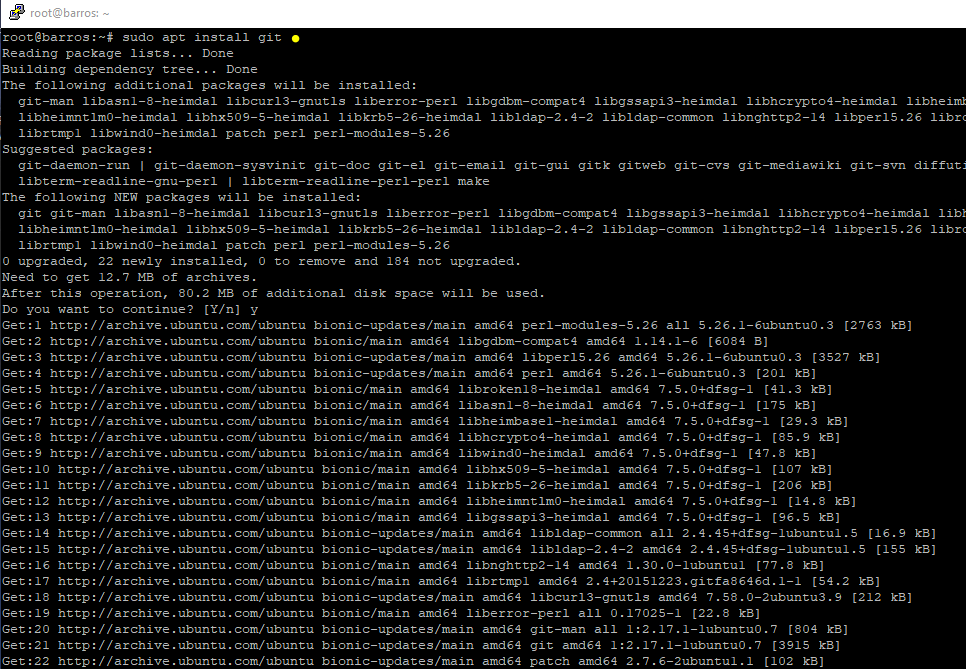 root@barros: ~
root@barros:~# sudo apt install git
Reading package lists... Done
Building dependency tree... Done
The following additional packages will be installed:
git-man libasn1-8-heimdal libcurl3-gnutls liberror-perl libgdbm-compat4 libgssapi3-heimdal libhcrypto4-heimdal libheimb
libheimntlm0-heimdal libhx509-5-heimdal libkrb5-26-heimdal libldap-2.4-2 libldap-common libnghttp2-14 libperl5.26 libro
librtmp1 libwind0-heimdal patch perl perl-modules-5.26
Suggested packages:
git-daemon-run | git-daemon-sysvinit git-doc git-el git-email git-gui gitk gitweb git-cvs git-mediawiki git-svn diffuti
libterm-readline-gnu-perl | libterm-readline-perl-perl make
The following NEW packages will be installed:
git git-man libasn1-8-heimdal libcurl3-gnutls liberror-perl libgdbm-compat4 libgssapi3-heimdal libhcrypto4-heimdal libh
libheimntlm0-heimdal libhx509-5-heimdal libkrb5-26-heimdal libldap-2.4-2 libldap-common libnghttp2-14 libperl5.26 libro
librtmp1 libwind0-heimdal patch perl perl-modules-5.26
0 upgraded, 22 newly installed, 0 to remove and 184 not upgraded.
Need to get 12.7 MB of archives.
After this operation, 80.2 MB of additional disk space will be used.
Do you want to continue? [Y/n] y
Get:1 http://archive.ubuntu.com/ubuntu bionic-updates/main amd64 perl-modules-5.26 all 5.26.1-6ubuntu0.3 [2763 kB]
Get:2 http://archive.ubuntu.com/ubuntu bionic/main amd64 libgdbm-compat4 amd64 1.14.1-6 [6084 B]
Get:3 http://archive.ubuntu.com/ubuntu bionic-updates/main amd64 libperl5.26 amd64 5.26.1-6ubuntu0.3 [3527 kB]
Get:4 http://archive.ubuntu.com/ubuntu bionic-updates/main amd64 perl amd64 5.26.1-6ubuntu0.3 [201 kB]
Get:5 http://archive.ubuntu.com/ubuntu bionic/main amd64 libroken18-heimdal amd64 7.5.0+dfsg-1 [41.3 kB]
Get:6 http://archive.ubuntu.com/ubuntu bionic/main amd64 libasn1-8-heimdal amd64 7.5.0+dfsg-1 [175 kB]
Get:7 http://archive.ubuntu.com/ubuntu bionic/main amd64 libheimbase1-heimdal amd64 7.5.0+dfsg-1 [29.3 kB]
Get:8 http://archive.ubuntu.com/ubuntu bionic/main amd64 libhcrypto4-heimdal amd64 7.5.0+dfsg-1 [85.9 kB]
Get:9 http://archive.ubuntu.com/ubuntu bionic/main amd64 libwind0-heimdal amd64 7.5.0+dfsg-1 [47.8 kB]
Get:10 http://archive.ubuntu.com/ubuntu bionic/main amd64 libhx509-5-heimdal amd64 7.5.0+dfsg-1 [107 kB]
Get:11 http://archive.ubuntu.com/ubuntu bionic/main amd64 libkrb5-26-heimdal amd64 7.5.0+dfsg-1 [206 kB]
Get:12 http://archive.ubuntu.com/ubuntu bionic/main amd64 libheimntlm0-heimdal amd64 7.5.0+dfsg-1 [14.8 kB]
Get:13 http://archive.ubuntu.com/ubuntu bionic/main amd64 libgssapi3-heimdal amd64 7.5.0+dfsg-1 [96.5 kB]
Get:14 http://archive.ubuntu.com/ubuntu bionic-updates/main amd64 libldap-common all 2.4.45+dfsg-1ubuntu1.5 [16.9 kB]
Get:15 http://archive.ubuntu.com/ubuntu bionic-updates/main amd64 libldap-2.4-2 amd64 2.4.45+dfsg-1ubuntu1.5 [155 kB]
Get:16 http://archive.ubuntu.com/ubuntu bionic/main amd64 libnghttp2-14 amd64 1.30.0-1ubuntu1 [77.8 kB]
Get:17 http://archive.ubuntu.com/ubuntu bionic/main amd64 librtmp1 amd64 2.4+20151223.gitfa8646d.1-1 [54.2 kB]
Get:18 http://archive.ubuntu.com/ubuntu bionic-updates/main amd64 libcurl3-gnutls amd64 7.58.0-2ubuntu3.9 [212 kB]
Get:19 http://archive.ubuntu.com/ubuntu bionic/main amd64 liberror-perl all 0.17025-1 [22.8 kB]
Get:20 http://archive.ubuntu.com/ubuntu bionic-updates/main amd64 git-man all 1:2.17.1-1ubuntu0.7 [804 kB]
Get:21 http://archive.ubuntu.com/ubuntu bionic-updates/main amd64 git amd64 1:2.17.1-1ubuntu0.7 [3915 kB]
Get:22 http://archive.ubuntu.com/ubuntu bionic-updates/main amd64 patch amd64 2.7.6-2ubuntu1.1 [102 kB]